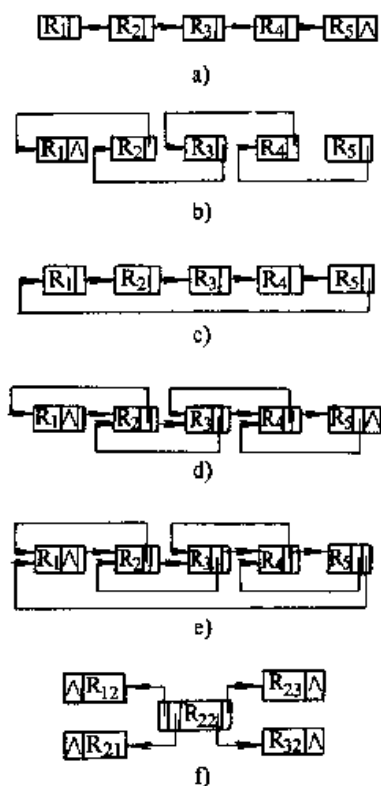 R1 R2 R3 R4 R5 ∧
a)
R1 ∧ R2 R3 R4 R5
b)
R1 R2 R3 R4 R5
c)
R1 ∧ R2 R3 R4 R5 ∧
d)
R1 ∧ R2 R3 R4 R5
e)
∧ R12 R23 ∧
R22
∧ R21 R32 ∧
f)